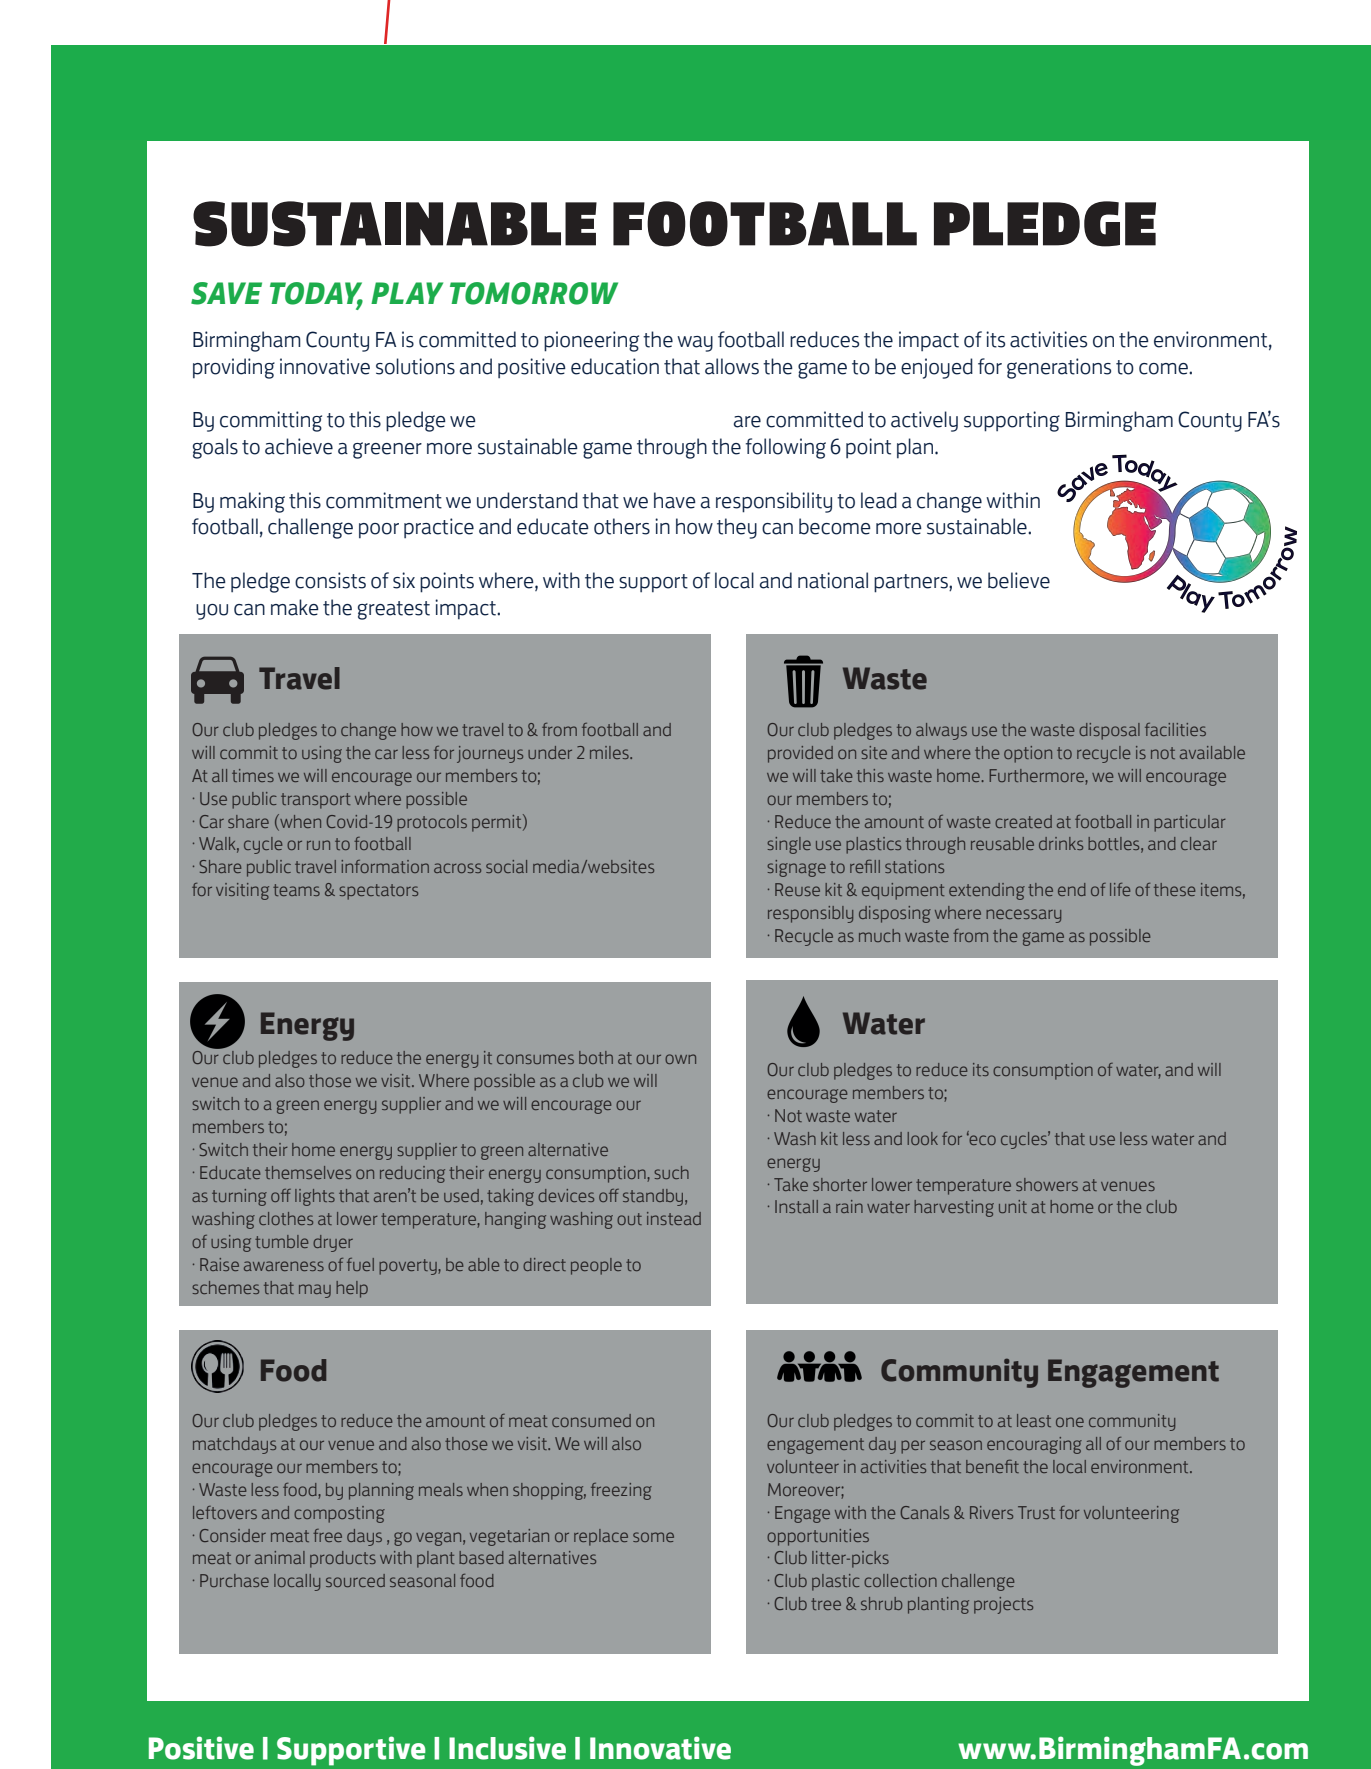 SUSTAINABLE FOOTBALL PLEDGE
SAVE TODAY, PLAY TOMORROW
Birmingham County FA is committed to pioneering the way football reduces the impact of its activities on the environment,
providing innovative solutions and positive education that allows the game to be enjoyed for generations to come.
By committing to this pledge we are committed to actively supporting Birmingham County FA's
goals to achieve a greener more sustainable game through the following 6 point plan.
By making this commitment we understand that we have a responsibility to lead a change within
football, challenge poor practice and educate others in how they can become more sustainable.
The pledge consists of six points where, with the support of local and national partners, we believe
you can make the greatest impact.
Save Today
Play Tomorrow
Travel
Our club pledges to change how we travel to & from football and
will commit to using the car less for journeys under 2 miles.
At all times we will encourage our members to;
· Use public transport where possible
· Car share (when Covid-19 protocols permit)
· Walk, cycle or run to football
· Share public travel information across social media/websites
for visiting teams & spectators
Waste
Our club pledges to always use the waste disposal facilities
provided on site and where the option to recycle is not available
we will take this waste home. Furthermore, we will encourage
our members to;
· Reduce the amount of waste created at football in particular
single use plastics through reusable drinks bottles, and clear
signage to refill stations
· Reuse kit & equipment extending the end of life of these items,
responsibly disposing where necessary
· Recycle as much waste from the game as possible
Energy
Our club pledges to reduce the energy it consumes both at our own
venue and also those we visit. Where possible as a club we will
switch to a green energy supplier and we will encourage our
members to;
· Switch their home energy supplier to green alternative
· Educate themselves on reducing their energy consumption, such
as turning off lights that aren't be used, taking devices off standby,
washing clothes at lower temperature, hanging washing out instead
of using tumble dryer
· Raise awareness of fuel poverty, be able to direct people to
schemes that may help
Water
Our club pledges to reduce its consumption of water, and will
encourage members to;
· Not waste water
· Wash kit less and look for 'eco cycles' that use less water and
energy
· Take shorter lower temperature showers at venues
· Install a rain water harvesting unit at home or the club
Food
Our club pledges to reduce the amount of meat consumed on
matchdays at our venue and also those we visit. We will also
encourage our members to;
· Waste less food, by planning meals when shopping, freezing
leftovers and composting
· Consider meat free days , go vegan, vegetarian or replace some
meat or animal products with plant based alternatives
· Purchase locally sourced seasonal food
Community Engagement
Our club pledges to commit to at least one community
engagement day per season encouraging all of our members to
volunteer in activities that benefit the local environment.
Moreover;
· Engage with the Canals & Rivers Trust for volunteering
opportunities
· Club litter-picks
· Club plastic collection challenge
· Club tree & shrub planting projects
Positive | Supportive | Inclusive | Innovative
www.BirminghamFA.com